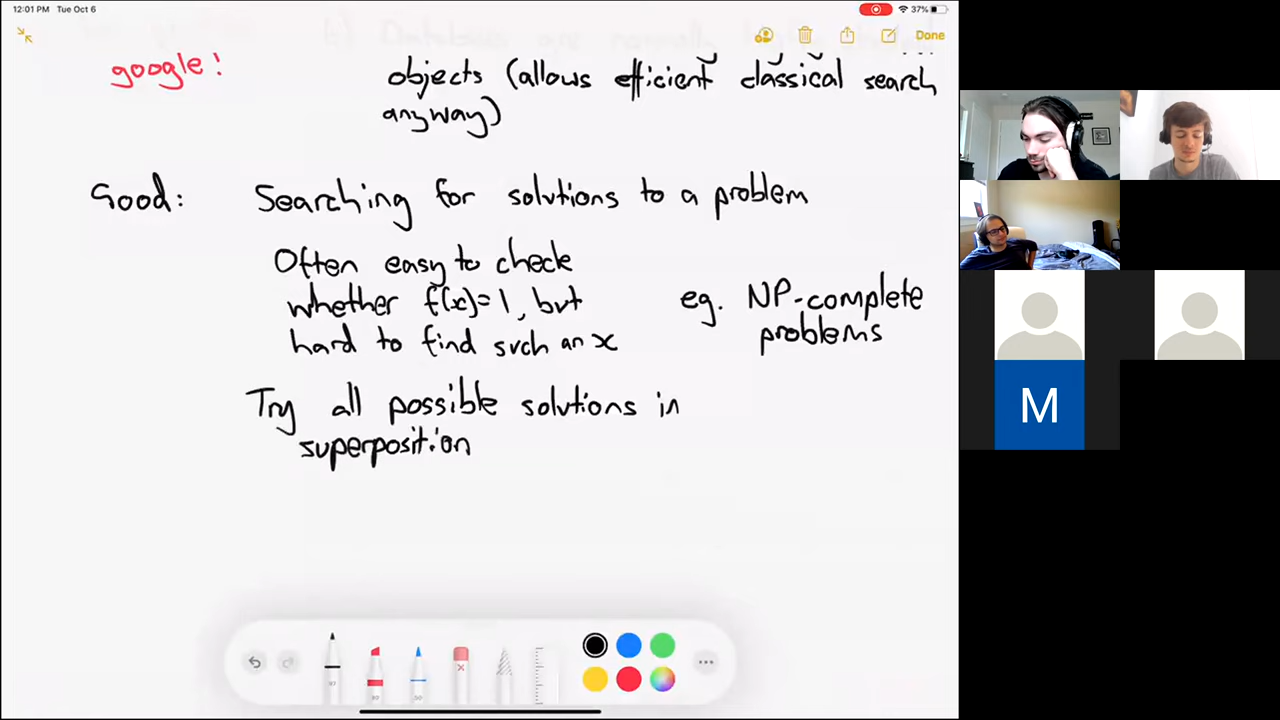 12:01 PM Tue Oct 6
37%
Done
google!
objects (allows efficient classical search
anyway)
Good: Searching for solutions to a problem
Often easy to check
whether f(x)=1, but
hard to find such an x
eg. NP-complete
problems
Try all possible solutions in
superposition
M